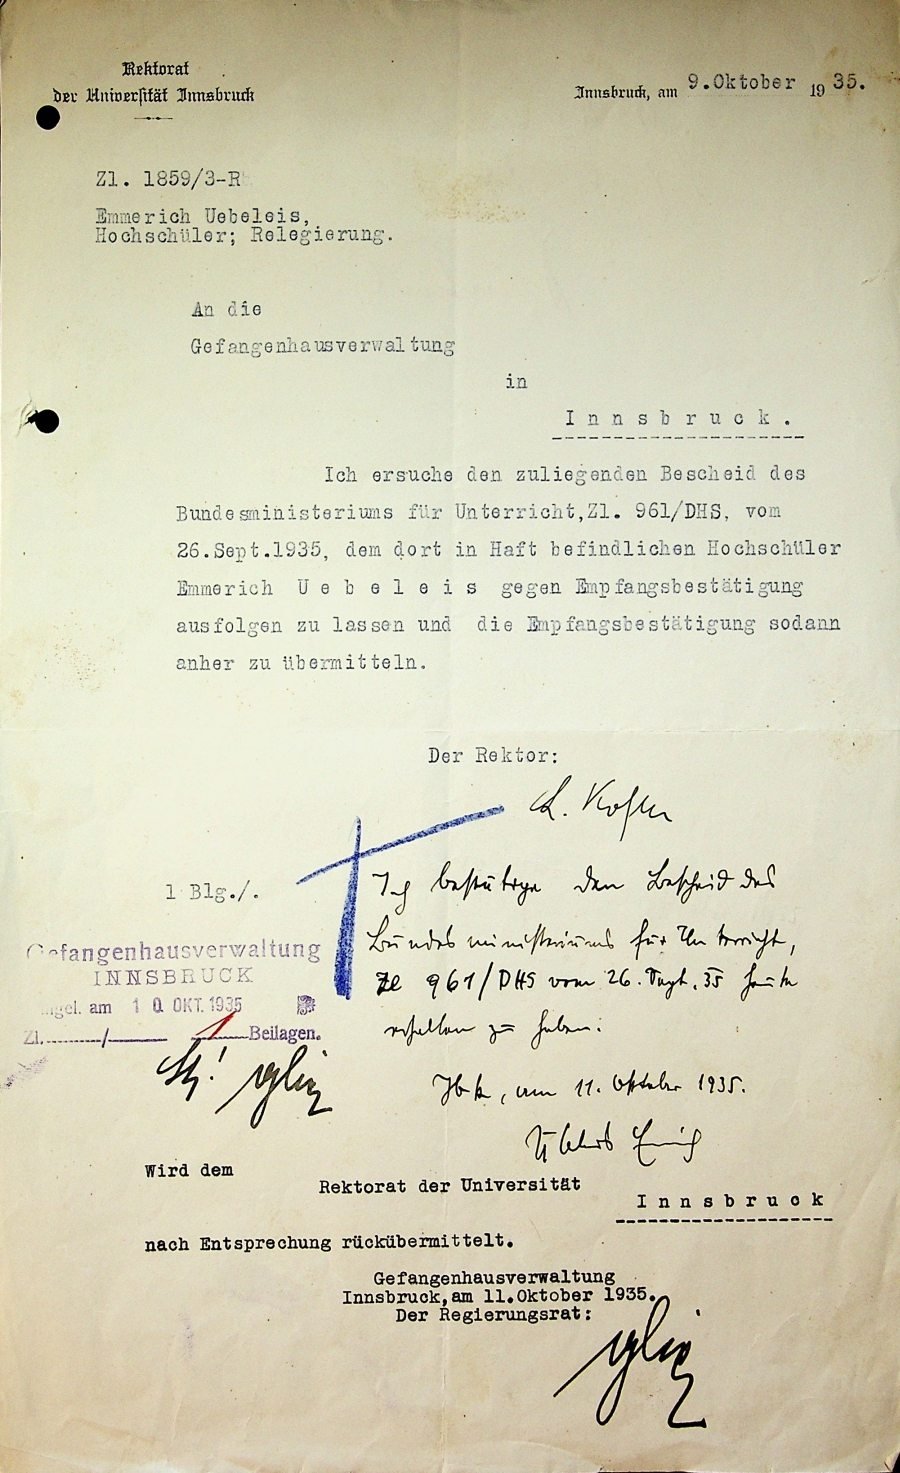 Rektorat
der Universität Innsbruck
Innsbruck, am 9.Oktober 1935.
Zl. 1859/3-R
Emmerich Uebeleis,
Hochschüler; Relegierung.
An die
Gefangenhausverwaltung
in
Innsbruck.
Ich ersuche den zuliegenden Bescheid des
Bundesministeriums für Unterricht,Zl. 961/DHS, vom
26.Sept.1935, dem dort in Haft befindlichen Hochschüler
Emmerich Uebeleis gegen Empfangsbestätigung
ausfolgen zu lassen und die Empfangsbestätigung sodann
anher zu übermitteln.
Der Rektor:
1 Blg./.
Ich bestätige den Bescheid des
Bundesministeriums für Unterricht,
Zl 961/DHS vom 26. Sept. 35 heute
erhalten zu haben.
Gefangenhausverwaltung
INNSBRUCK
Eingel. am 10. OKT. 1935
Zl. / 1 Beilagen.
Ibk, am 11. Oktober 1935.
Wird dem
Rektorat der Universität
Innsbruck
nach Entsprechung rückübermittelt.
Gefangenhausverwaltung
Innsbruck,am 11.Oktober 1935.
Der Regierungsrat: